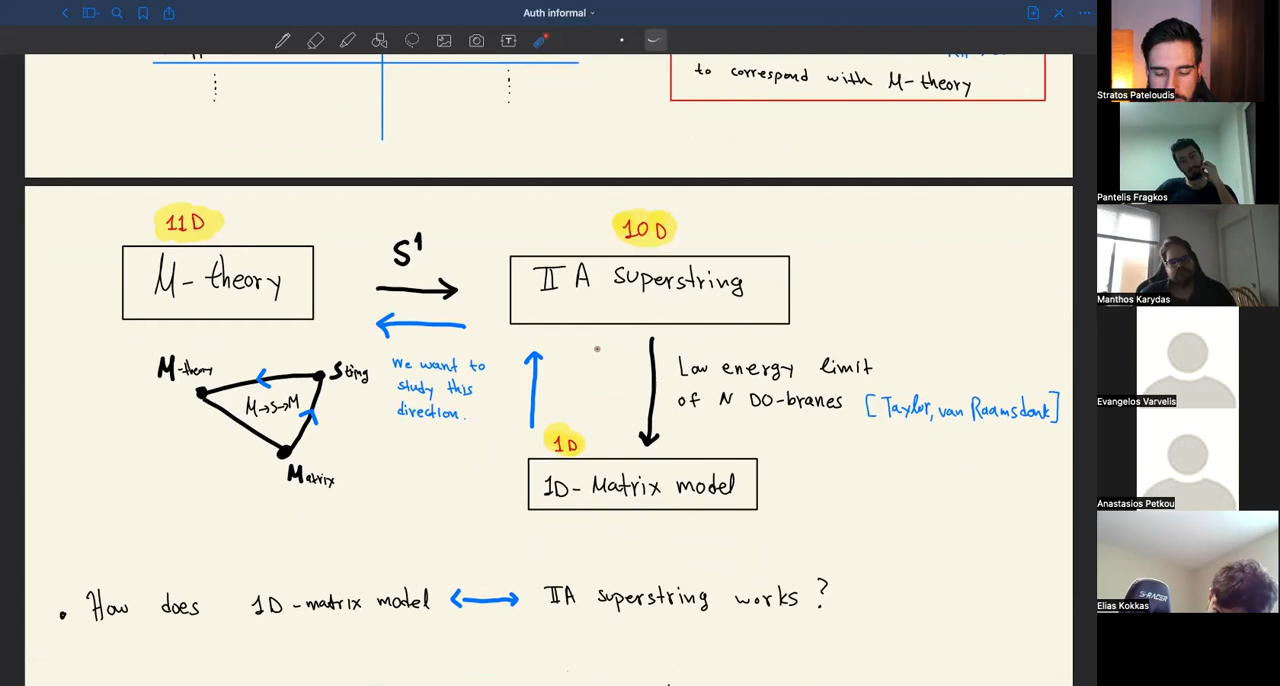 Auth informal
to correspond with M-theory
11D
M-theory
S¹
10D
II A superstring
We want to
study this
direction.
M-theory
String
M→S→M
Matrix
Low energy limit
of N D0-branes
[Taylor, van Raamsdonk]
1D
1D-Matrix model
• How does 1D-matrix model ↔ IIA superstring works?
Stratos Pateloudis
Pantelis Fragkos
Manthos Karydas
Evangelos Varvelis
Anastasios Petkou
S-RACER
Elias Kokkas